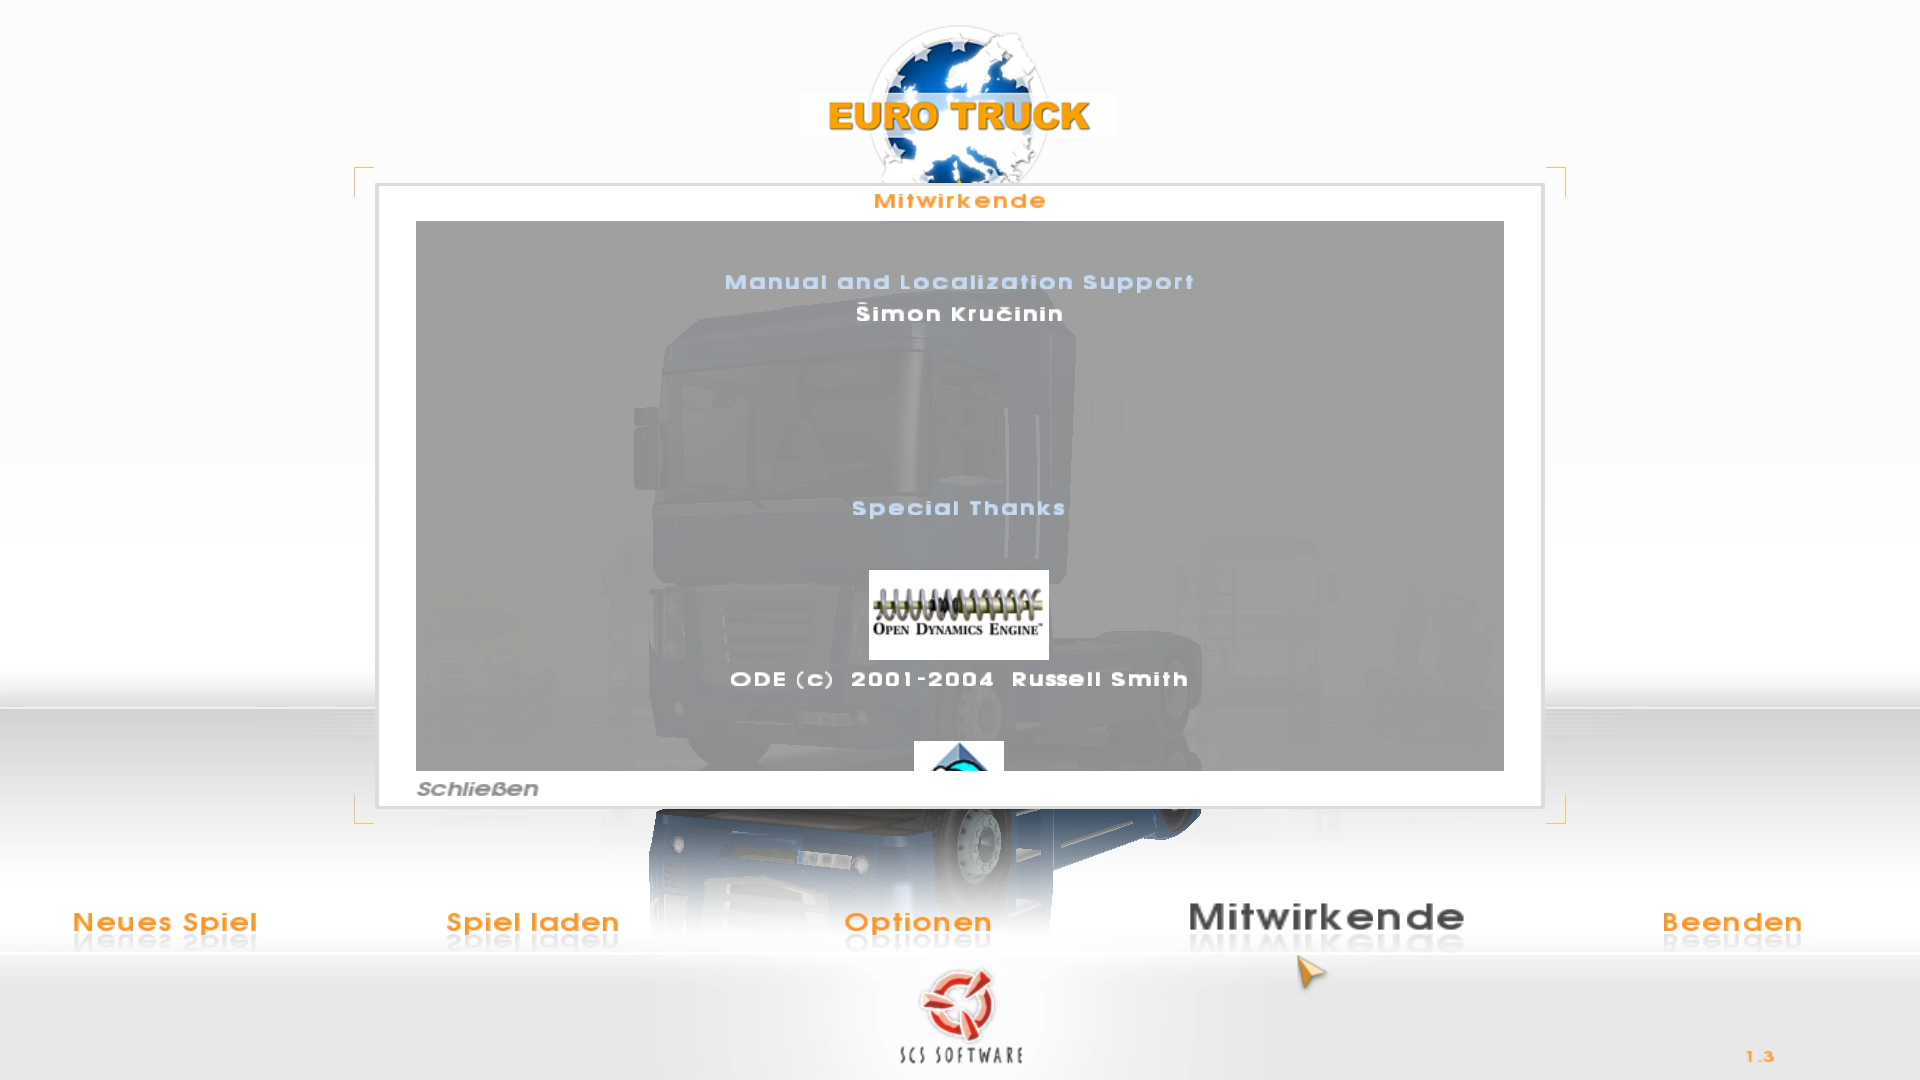 EURO TRUCK
Mitwirkende
Manual and Localization Support
Šimon Kručinin
Special Thanks
OPEN DYNAMICS ENGINE™
ODE (c) 2001-2004 Russell Smith
Schließen
Neues Spiel
Spiel laden
Optionen
Mitwirkende
Beenden
SCS SOFTWARE
1.3